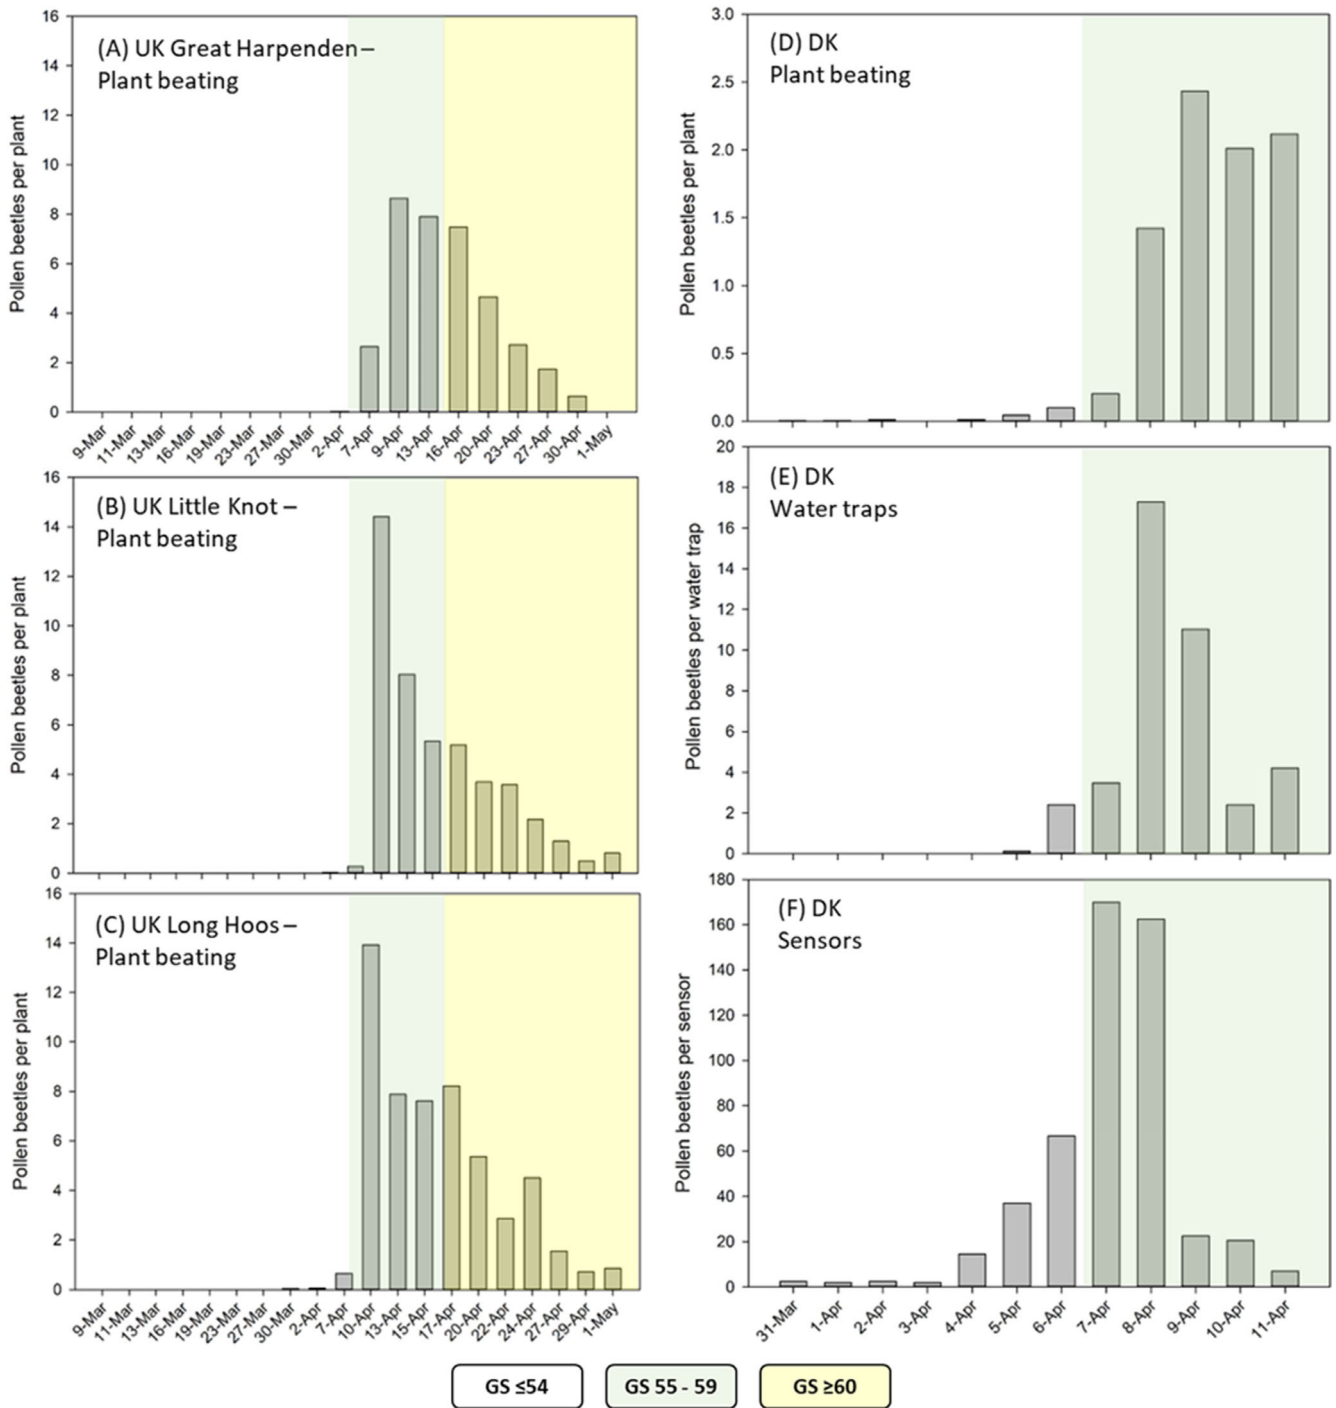 (A) UK Great Harpenden –
Plant beating
Pollen beetles per plant
16
14
12
10
8
6
4
2
0
9-Mar
11-Mar
13-Mar
16-Mar
19-Mar
23-Mar
27-Mar
30-Mar
2-Apr
7-Apr
9-Apr
13-Apr
16-Apr
20-Apr
23-Apr
27-Apr
30-Apr
1-May
(B) UK Little Knot –
Plant beating
Pollen beetles per plant
16
14
12
10
8
6
4
2
0
(C) UK Long Hoos –
Plant beating
Pollen beetles per plant
16
14
12
10
8
6
4
2
0
9-Mar
11-Mar
13-Mar
16-Mar
19-Mar
23-Mar
27-Mar
30-Mar
2-Apr
7-Apr
10-Apr
13-Apr
15-Apr
17-Apr
20-Apr
22-Apr
24-Apr
27-Apr
29-Apr
1-May
(D) DK
Plant beating
Pollen beetles per plant
3.0
2.5
2.0
1.5
1.0
0.5
0.0
(E) DK
Water traps
Pollen beetles per water trap
20
18
16
14
12
10
8
6
4
2
0
(F) DK
Sensors
Pollen beetles per sensor
180
160
140
120
100
80
60
40
20
0
31-Mar
1-Apr
2-Apr
3-Apr
4-Apr
5-Apr
6-Apr
7-Apr
8-Apr
9-Apr
10-Apr
11-Apr
GS ≤54
GS 55 - 59
GS ≥60